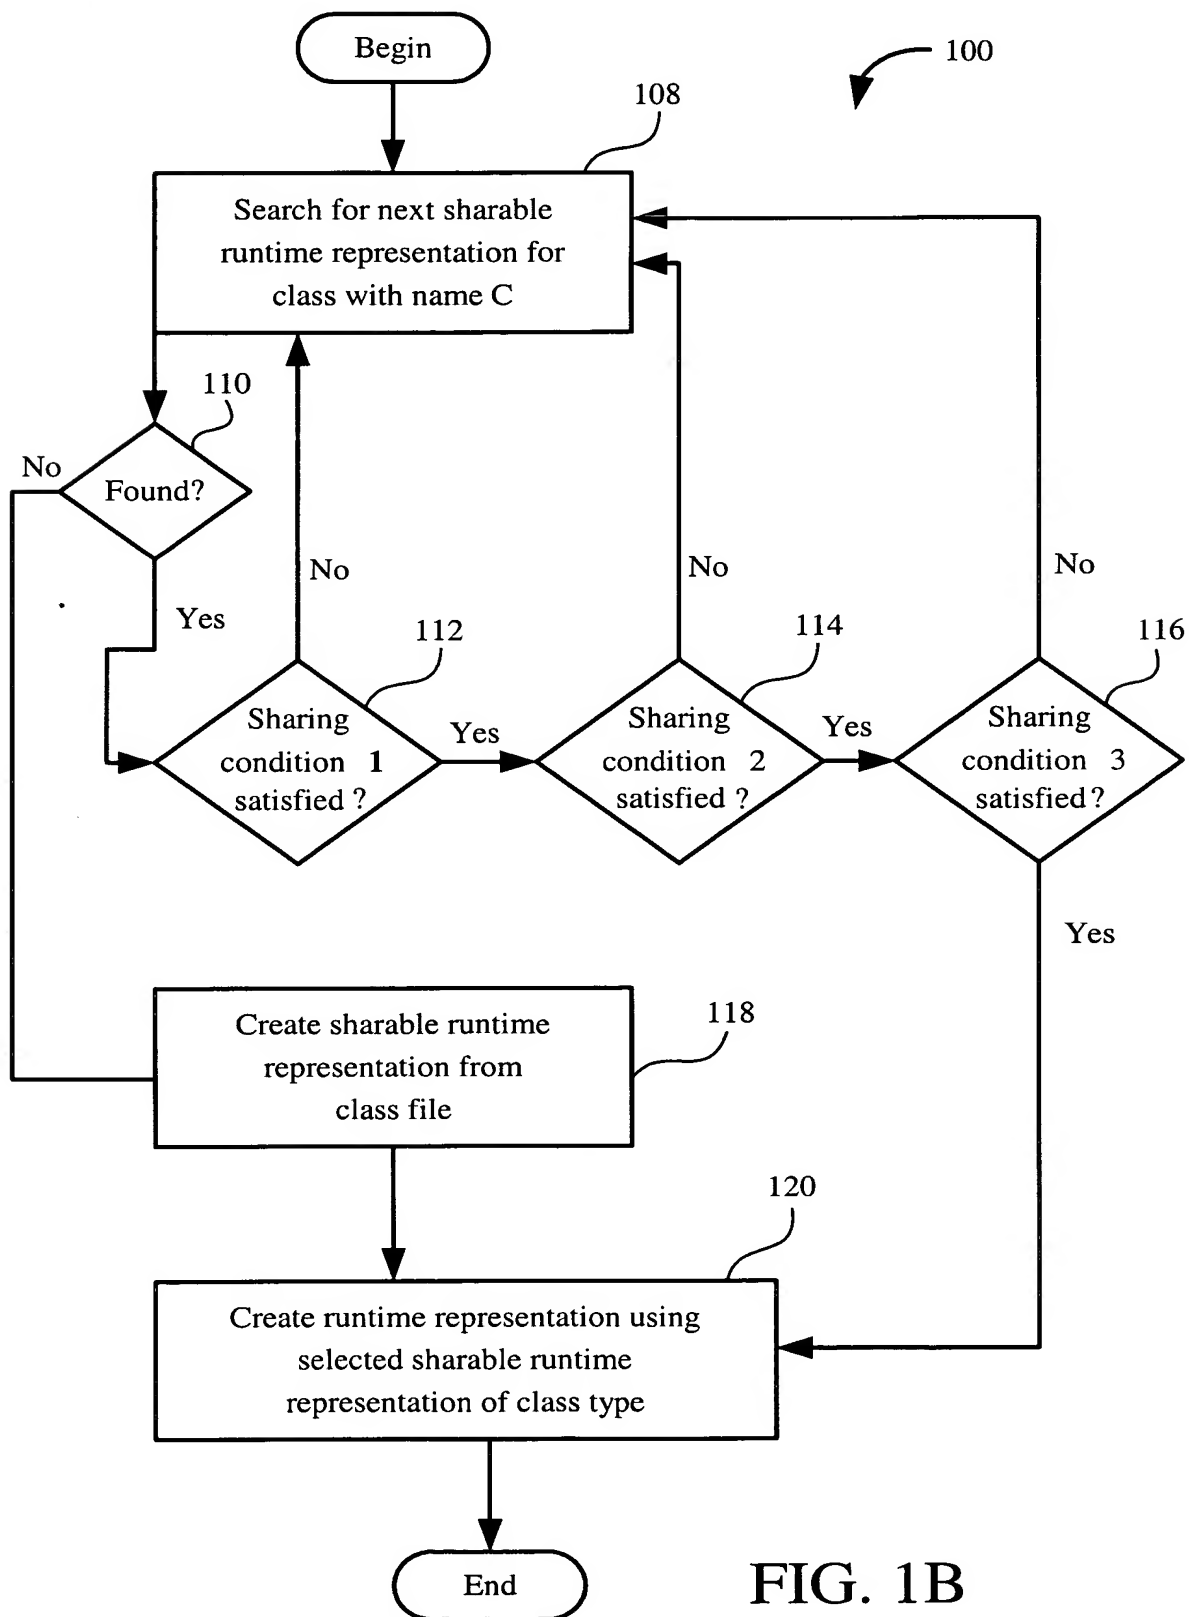 Begin
100
108
Search for next sharable
runtime representation for
class with name C
110
No
Found?
No
No
No
Yes
112
114
116
Sharing
condition 1
satisfied ?
Yes
Sharing
condition 2
satisfied ?
Yes
Sharing
condition 3
satisfied ?
Yes
Create sharable runtime
representation from
class file
118
120
Create runtime representation using
selected sharable runtime
representation of class type
End
FIG. 1B